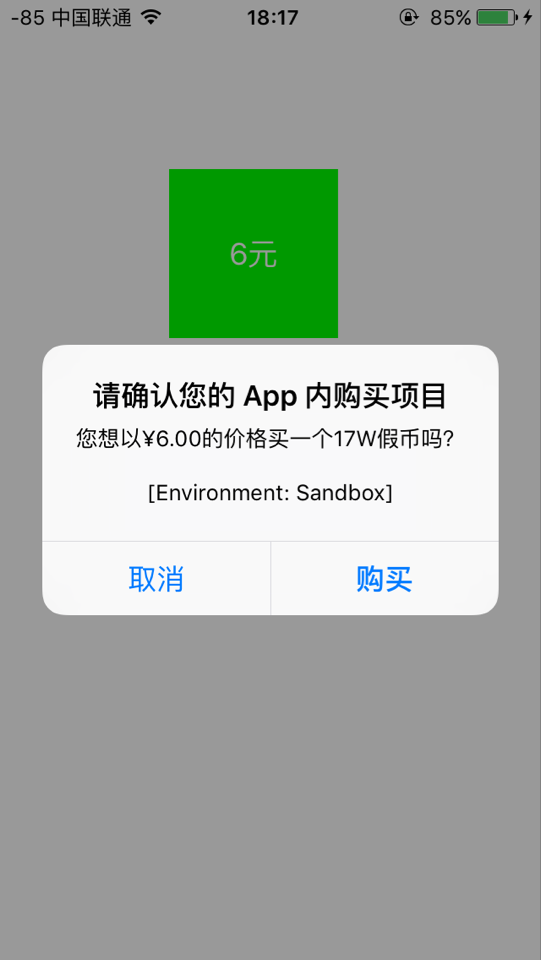 -85 中国联通 18:17 85%
6元
请确认您的 App 内购买项目
您想以¥6.00的价格买一个17W假币吗?
[Environment: Sandbox]
取消 购买